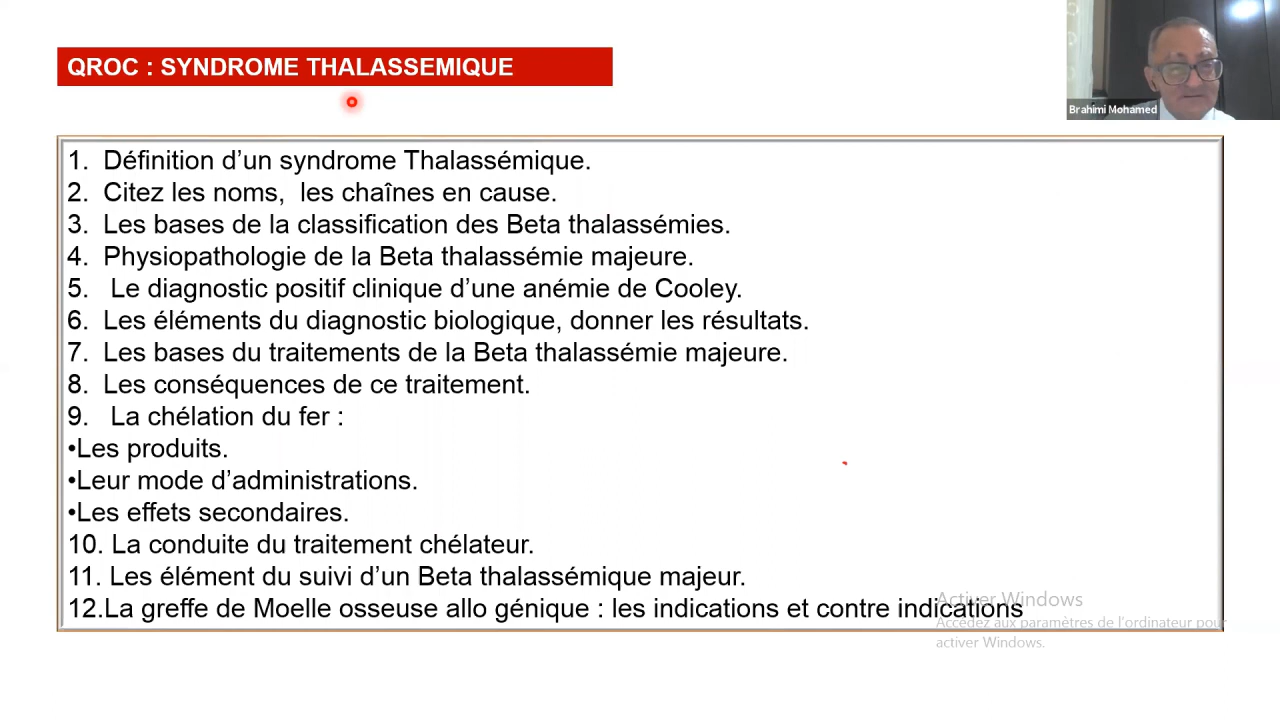 QROC : SYNDROME THALASSEMIQUE
Brahimi Mohamed
1. Définition d’un syndrome Thalassémique.
2. Citez les noms, les chaînes en cause.
3. Les bases de la classification des Beta thalassémies.
4. Physiopathologie de la Beta thalassémie majeure.
5. Le diagnostic positif clinique d’une anémie de Cooley.
6. Les éléments du diagnostic biologique, donner les résultats.
7. Les bases du traitements de la Beta thalassémie majeure.
8. Les conséquences de ce traitement.
9. La chélation du fer :
•Les produits.
•Leur mode d’administrations.
•Les effets secondaires.
10. La conduite du traitement chélateur.
11. Les élément du suivi d’un Beta thalassémique majeur.
12.La greffe de Moelle osseuse allo génique : les indications et contre indications
Activer Windows
Accédez aux paramètres de l'ordinateur pour
activer Windows.